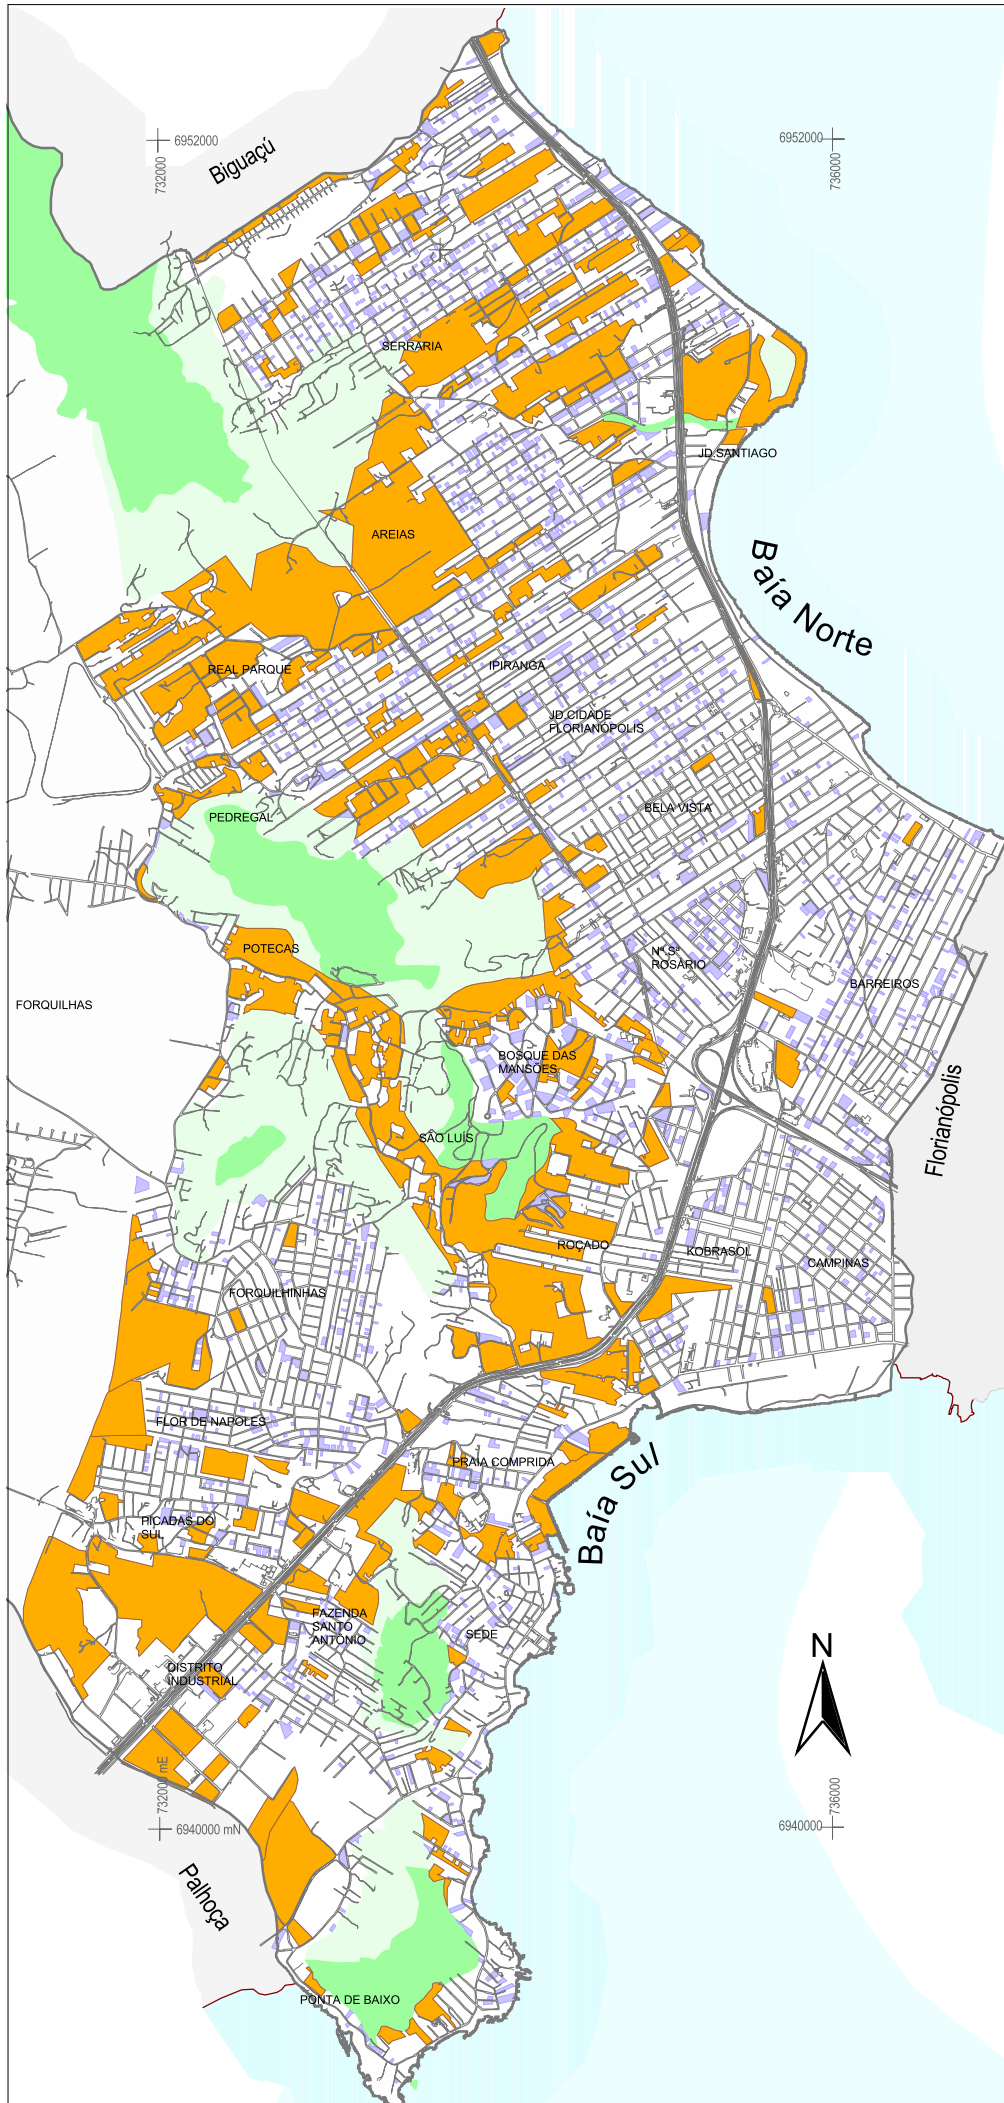 6952000
732000
Biguaçú
6952000
736000
SERRARIA
JD.SANTIAGO
AREIAS
Baía Norte
REAL PARQUE
IPIRANGA
JD.CIDADE
FLORIANÓPOLIS
BELA VISTA
PEDREGAL
POTECAS
Nª Sª
ROSÁRIO
BARREIROS
FORQUILHAS
BOSQUE DAS
MANSÕES
Florianópolis
SÃO LUÍS
ROÇADO
KOBRASOL
CAMPINAS
FORQUILHINHAS
FLOR DE NAPOLES
PRAIA COMPRIDA
Baía Sul
PICADAS DO
SUL
FAZENDA
SANTO
ANTÔNIO
SEDE
N
DISTRITO
INDUSTRIAL
732000 mE
6940000 mN
736000
6940000
Palhoça
PONTA DE BAIXO